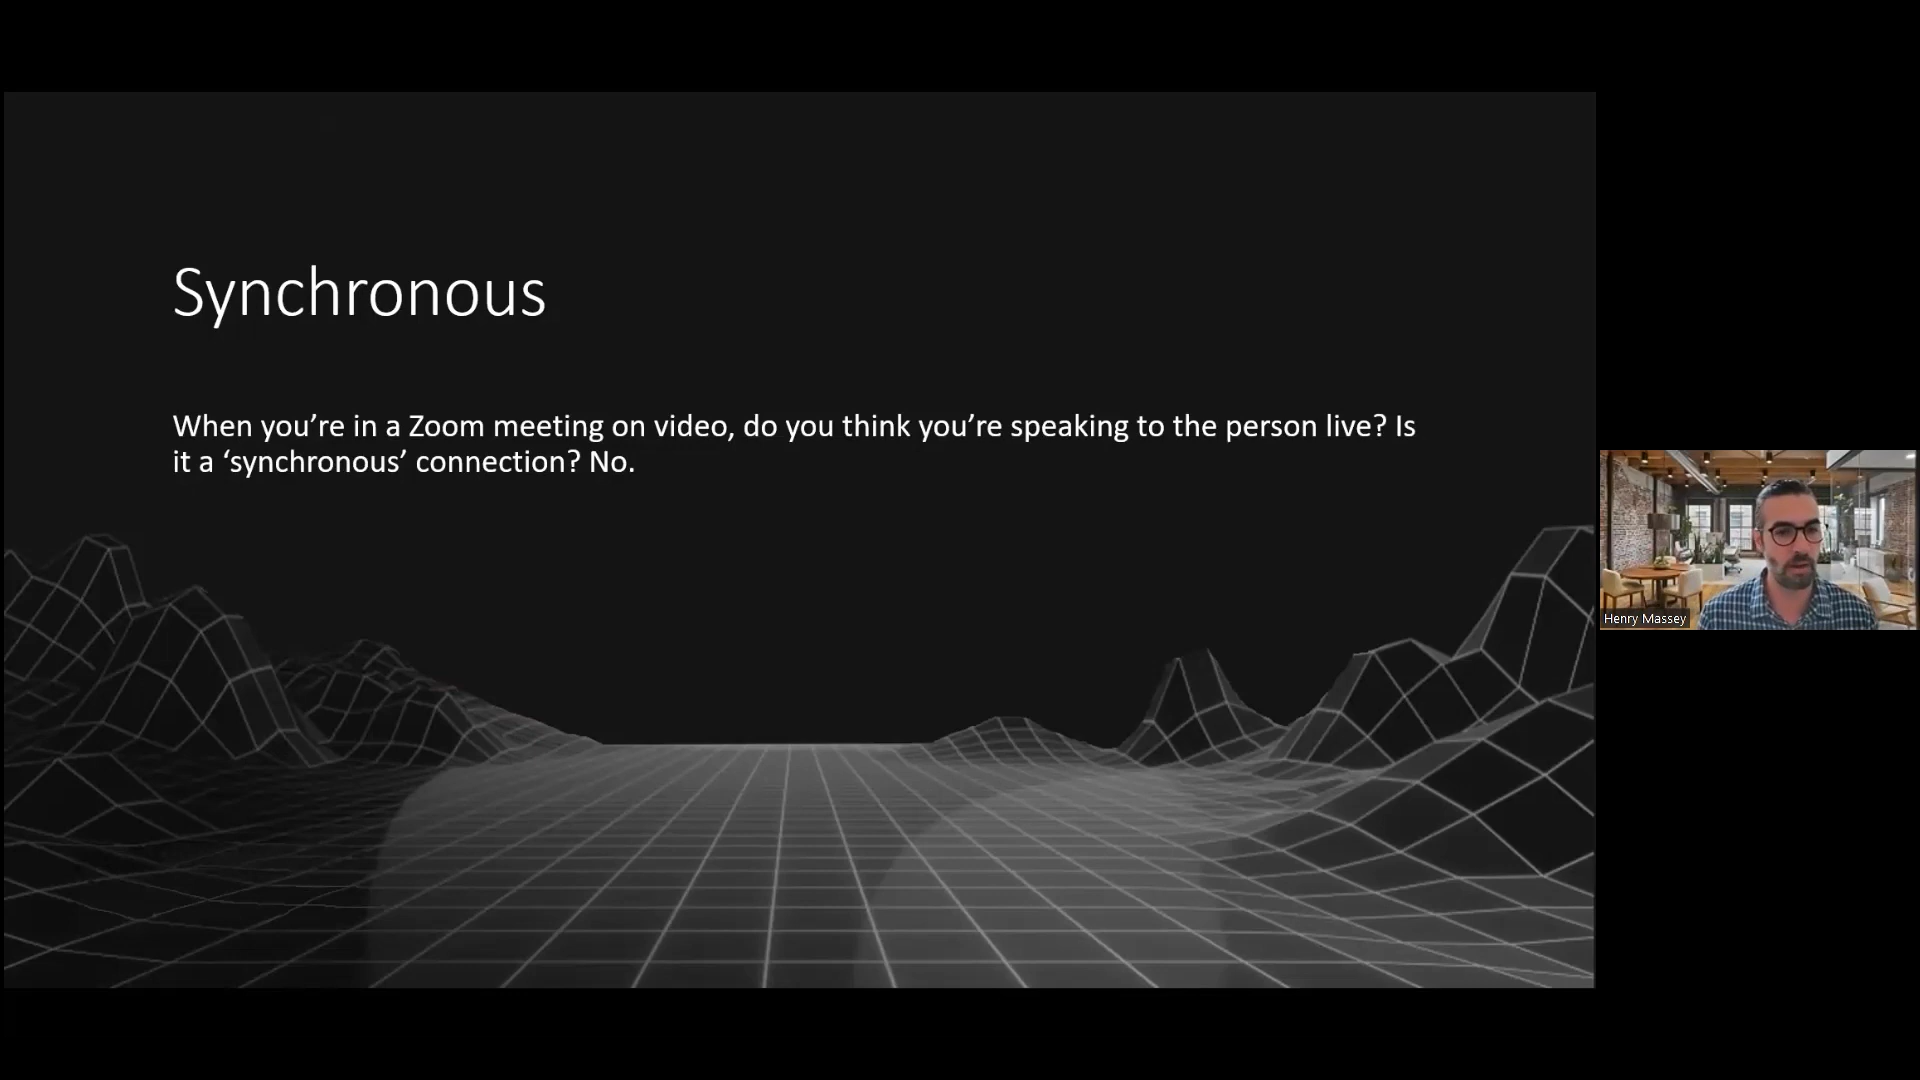 Synchronous
When you’re in a Zoom meeting on video, do you think you’re speaking to the person live? Is
it a ‘synchronous’ connection? No.
Henry Massey